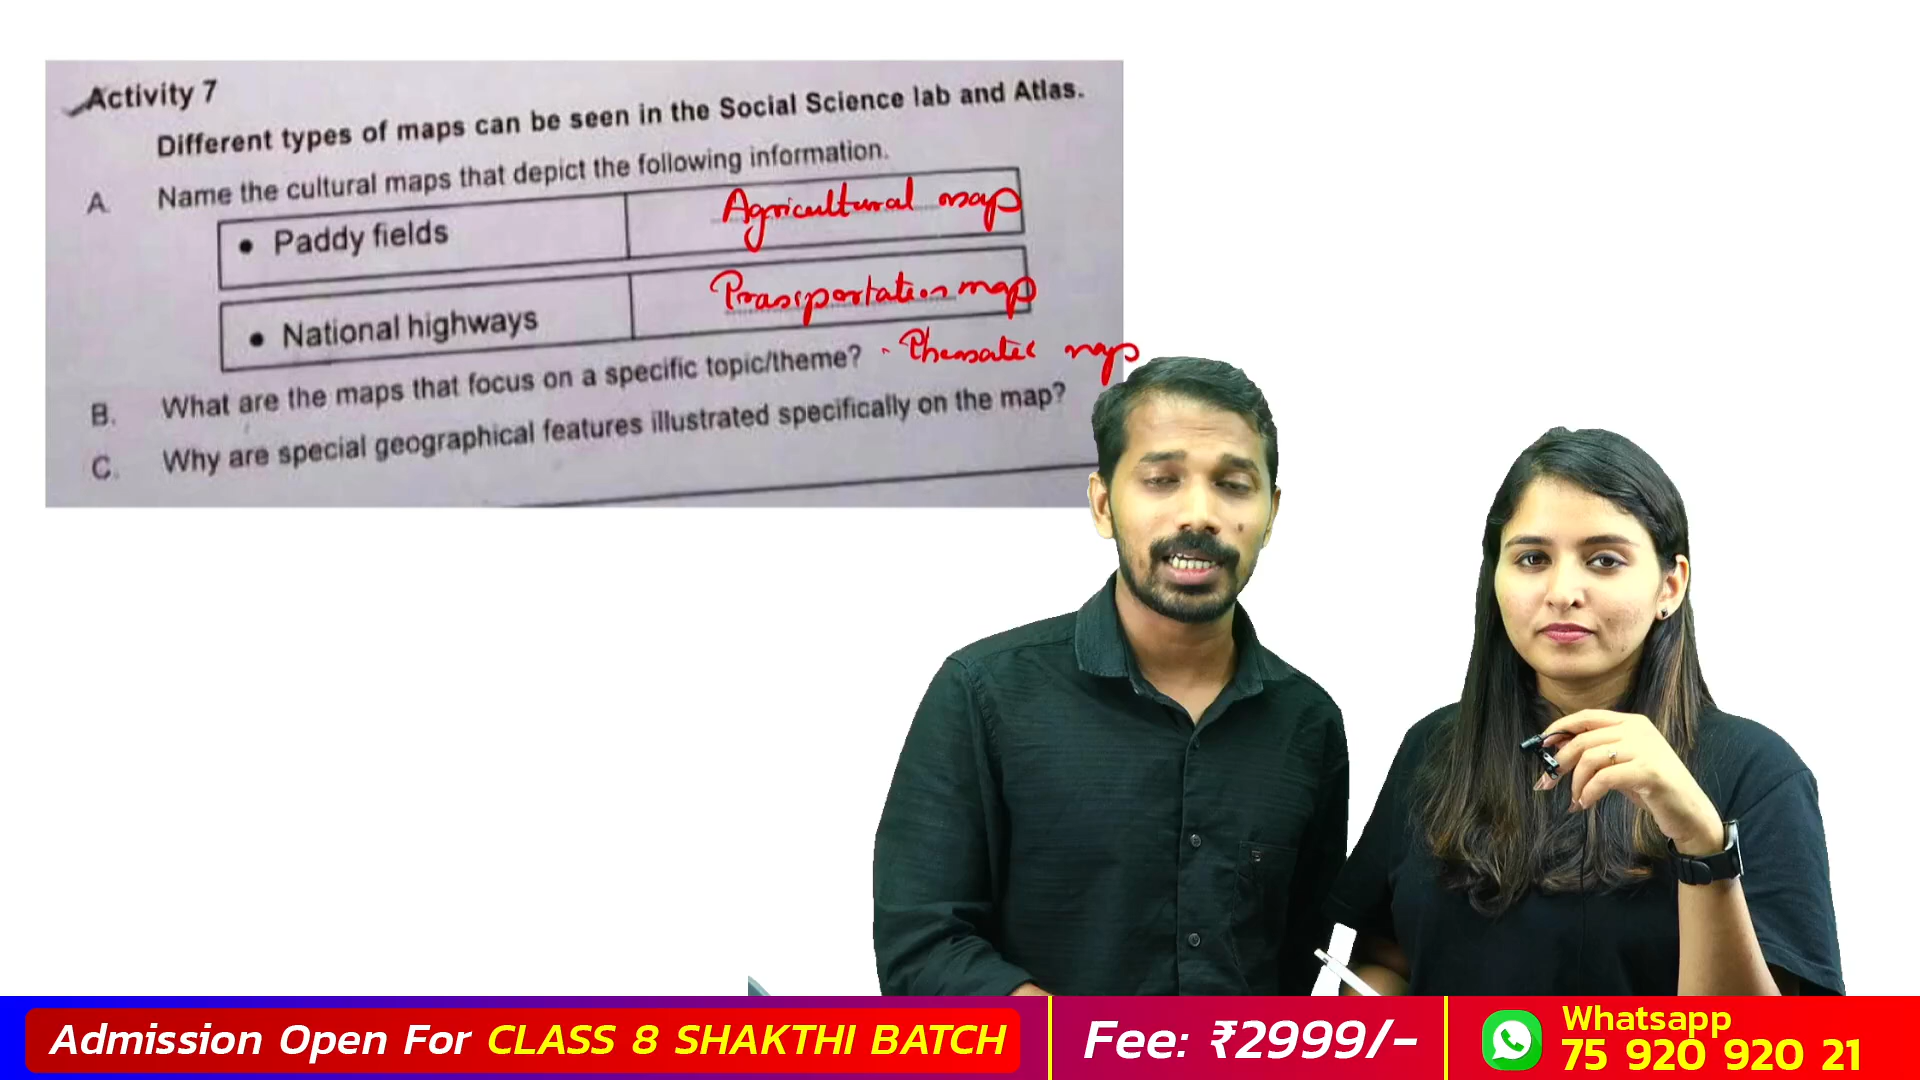 Activity 7
Different types of maps can be seen in the Social Science lab and Atlas.
A. Name the cultural maps that depict the following information.
• Paddy fields Agricultural map
• National highways Transportation map
B. What are the maps that focus on a specific topic/theme? - Thematic map
C. Why are special geographical features illustrated specifically on the map?
Admission Open For CLASS 8 SHAKTHI BATCH
Fee: ₹2999/-
Whatsapp
75 920 920 21